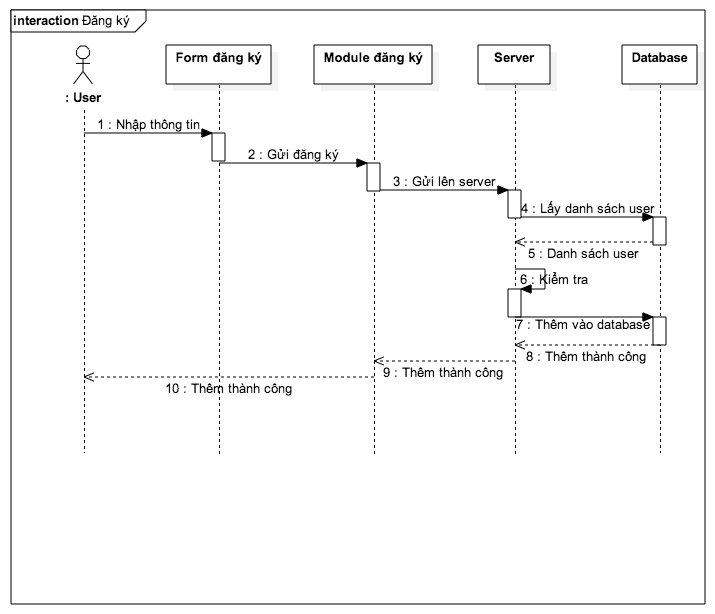 interaction Đăng ký
Form đăng ký
Module đăng ký
Server
Database
: User
1 : Nhập thông tin
2 : Gửi đăng ký
3 : Gửi lên server
4 : Lấy danh sách user
5 : Danh sách user
6 : Kiểm tra
7 : Thêm vào database
8 : Thêm thành công
9 : Thêm thành công
10 : Thêm thành công